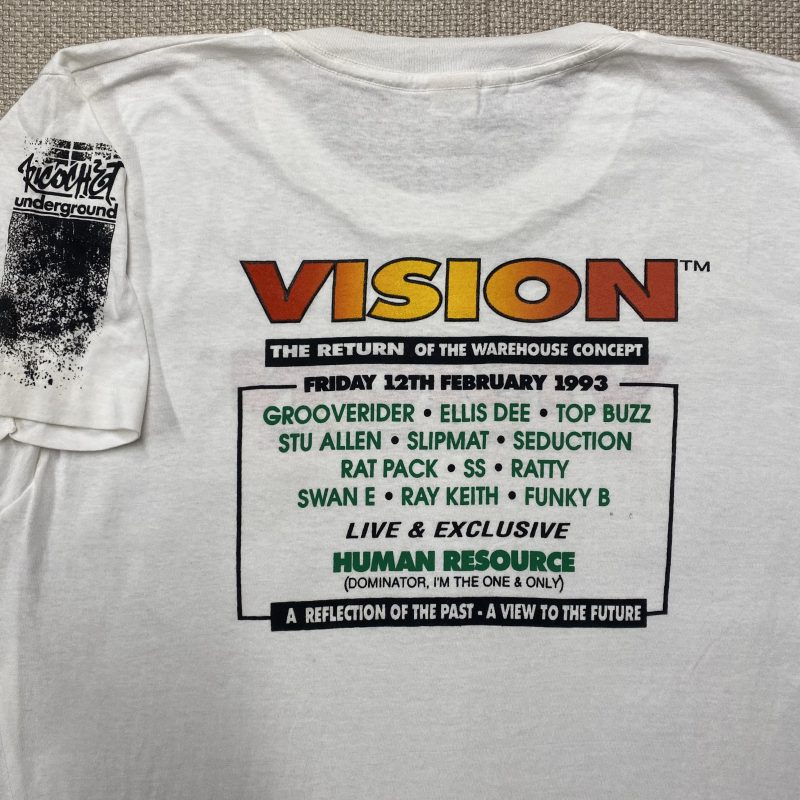 RICOCHET
underground
VISION™
THE RETURN OF THE WAREHOUSE CONCEPT
FRIDAY 12TH FEBRUARY 1993
GROOVERIDER • ELLIS DEE • TOP BUZZ
STU ALLEN • SLIPMAT • SEDUCTION
RAT PACK • SS • RATTY
SWAN E • RAY KEITH • FUNKY B
LIVE & EXCLUSIVE
HUMAN RESOURCE
(DOMINATOR, I'M THE ONE & ONLY)
A REFLECTION OF THE PAST - A VIEW TO THE FUTURE